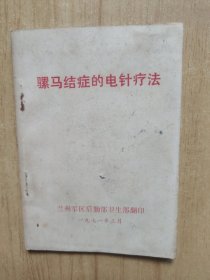 骡马结症的电针疗法
兰州军区后勤部卫生部翻印
一九七一年三月